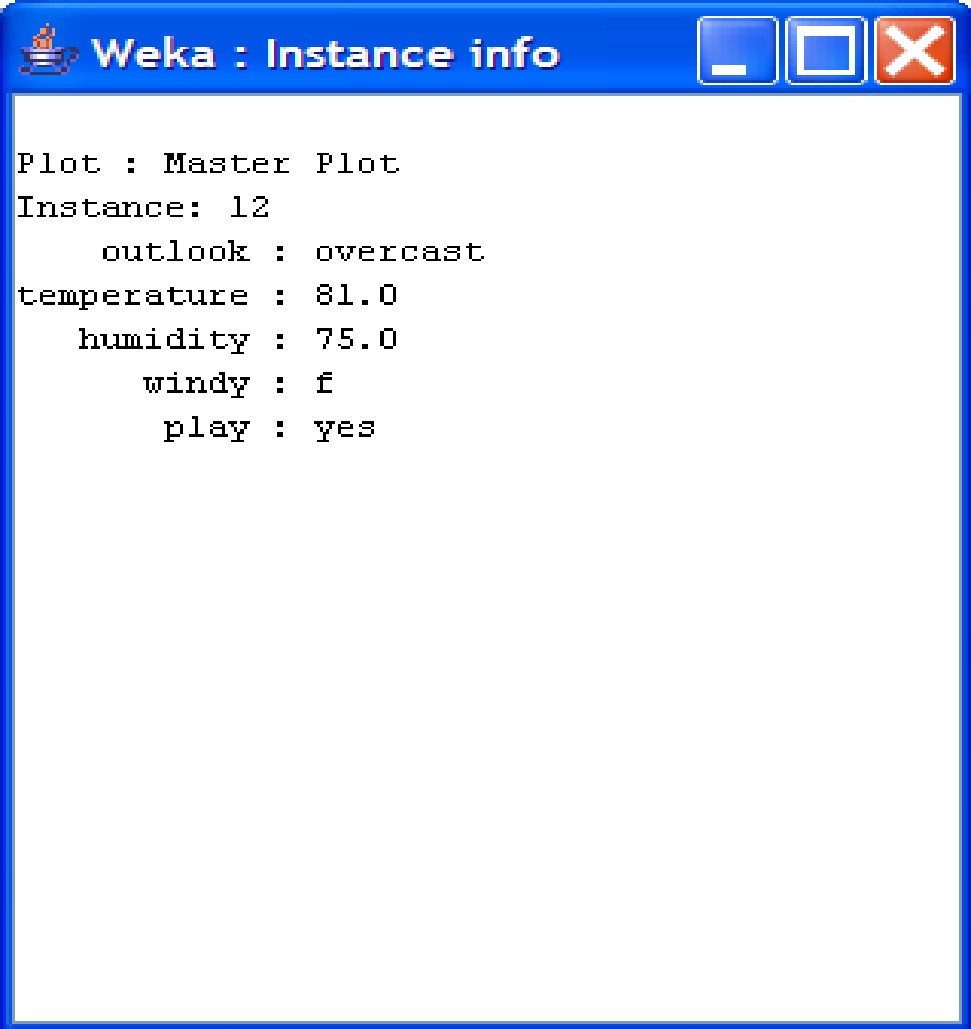 Weka : Instance info
Plot : Master Plot
Instance: 12
outlook : overcast
temperature : 81.0
humidity : 75.0
windy : f
play : yes